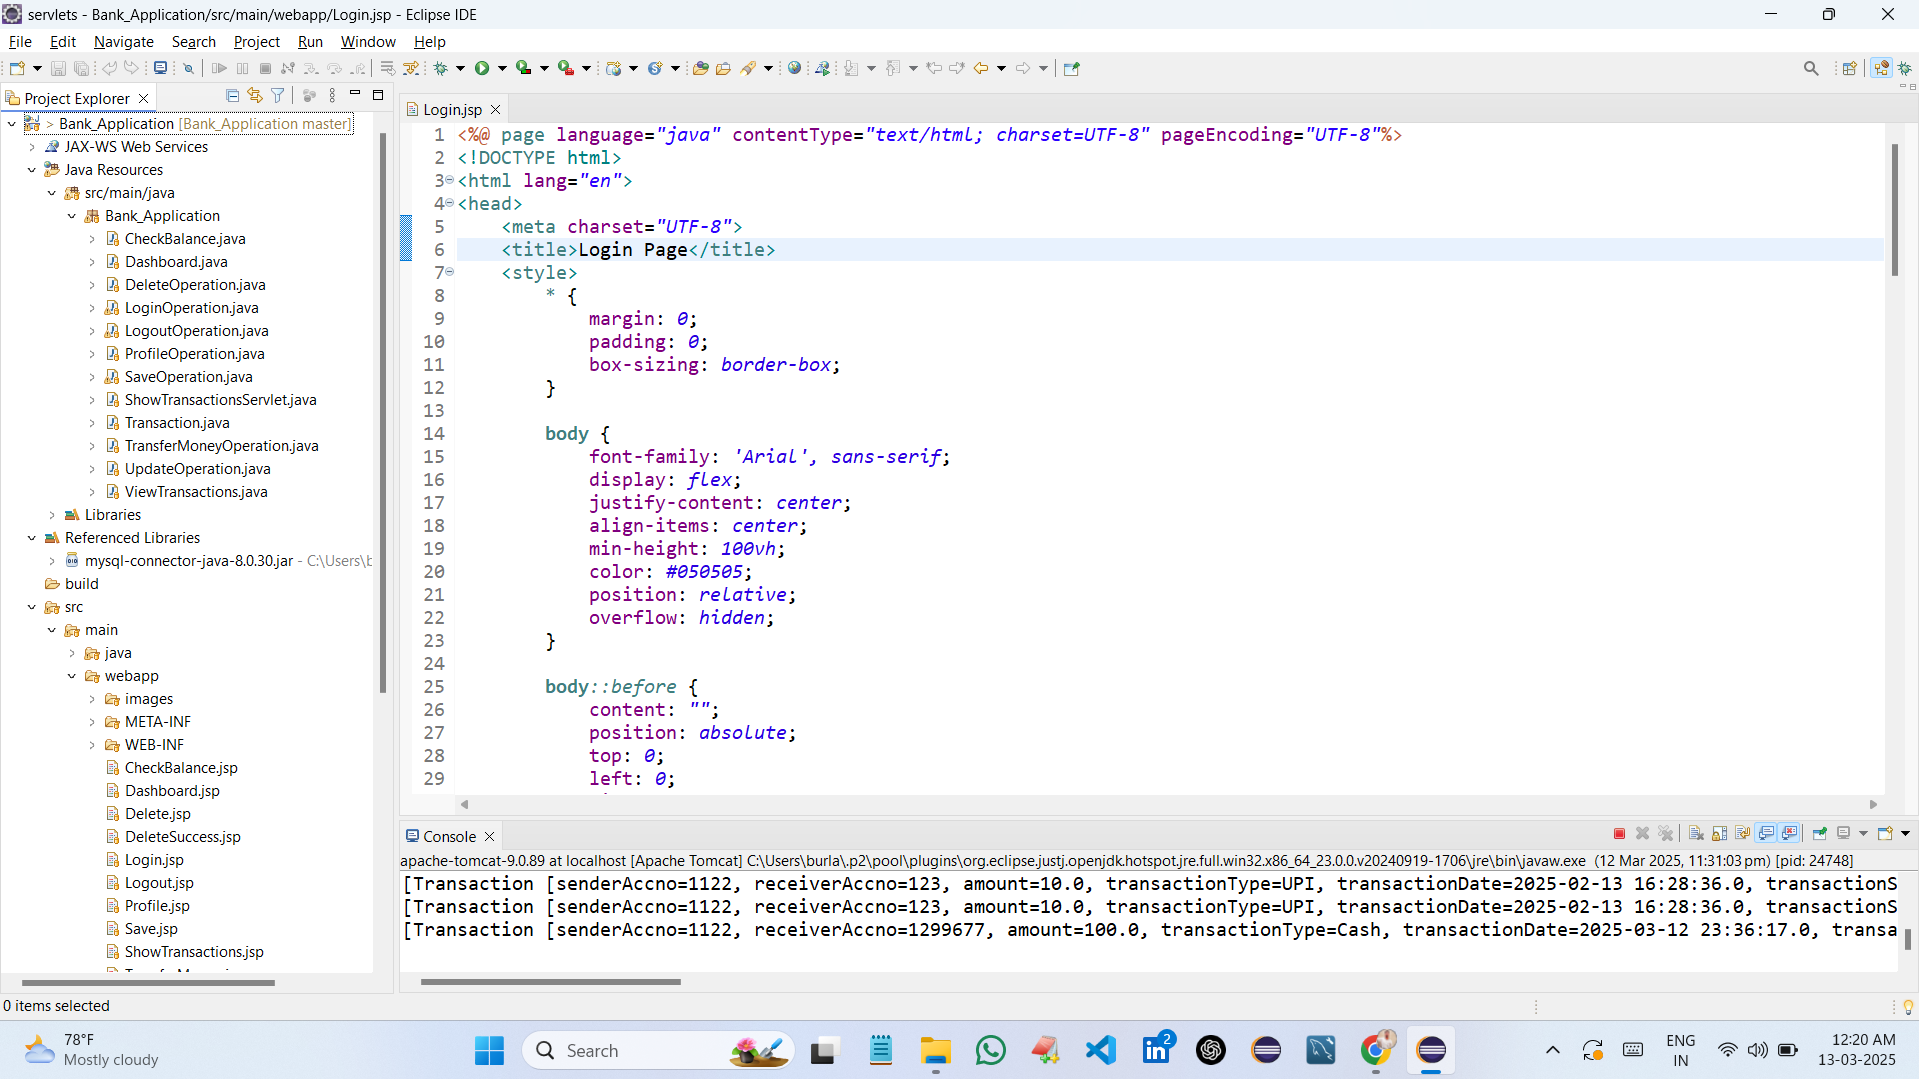 servlets - Bank_Application/src/main/webapp/Login.jsp - Eclipse IDE
File Edit Navigate Search Project Run Window Help
Project Explorer
> Bank_Application [Bank_Application master]
JAX-WS Web Services
Java Resources
src/main/java
Bank_Application
CheckBalance.java
Dashboard.java
DeleteOperation.java
LoginOperation.java
LogoutOperation.java
ProfileOperation.java
SaveOperation.java
ShowTransactionsServlet.java
Transaction.java
TransferMoneyOperation.java
UpdateOperation.java
ViewTransactions.java
Libraries
Referenced Libraries
mysql-connector-java-8.0.30.jar - C:\Users\b
build
src
main
java
webapp
images
META-INF
WEB-INF
CheckBalance.jsp
Dashboard.jsp
Delete.jsp
DeleteSuccess.jsp
Login.jsp
Logout.jsp
Profile.jsp
Save.jsp
ShowTransactions.jsp
Login.jsp
1 <%@ page language="java" contentType="text/html; charset=UTF-8" pageEncoding="UTF-8"%>
2 <!DOCTYPE html>
3 <html lang="en">
4 <head>
5 <meta charset="UTF-8">
6 <title>Login Page</title>
7 <style>
8 * {
9 margin: 0;
10 padding: 0;
11 box-sizing: border-box;
12 }
13
14 body {
15 font-family: 'Arial', sans-serif;
16 display: flex;
17 justify-content: center;
18 align-items: center;
19 min-height: 100vh;
20 color: #050505;
21 position: relative;
22 overflow: hidden;
23 }
24
25 body::before {
26 content: "";
27 position: absolute;
28 top: 0;
29 left: 0;
Console
apache-tomcat-9.0.89 at localhost [Apache Tomcat] C:\Users\burla\.p2\pool\plugins\org.eclipse.justj.openjdk.hotspot.jre.full.win32.x86_64_23.0.0.v20240919-1706\jre\bin\javaw.exe (12 Mar 2025, 11:31:03 pm) [pid: 24748]
[Transaction [senderAccno=1122, receiverAccno=123, amount=10.0, transactionType=UPI, transactionDate=2025-02-13 16:28:36.0, transactionS
[Transaction [senderAccno=1122, receiverAccno=123, amount=10.0, transactionType=UPI, transactionDate=2025-02-13 16:28:36.0, transactionS
[Transaction [senderAccno=1122, receiverAccno=1299677, amount=100.0, transactionType=Cash, transactionDate=2025-03-12 23:36:17.0, transa
0 items selected
78°F
Mostly cloudy
Search
2
ENG
IN
12:20 AM
13-03-2025